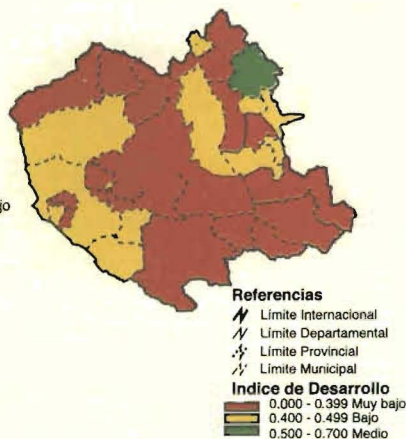 jo
Referencias
Límite Internacional
Límite Departamental
Límite Provincial
Límite Municipal
Indice de Desarrollo
0.000 - 0.399 Muy bajo
0.400 - 0.499 Bajo
0.500 - 0.700 Medio